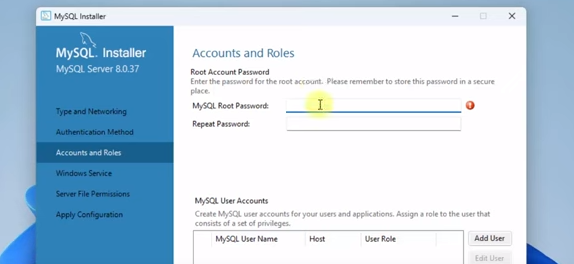 MySQL Installer
MySQL. Installer
MySQL Server 8.0.37
Type and Networking
Authentication Method
Accounts and Roles
Windows Service
Server File Permissions
Apply Configuration
Accounts and Roles
Root Account Password
Enter the password for the root account. Please remember to store this password in a secure
place.
MySQL Root Password:
Repeat Password:
MySQL User Accounts
Create MySQL user accounts for your users and applications. Assign a role to the user that
consists of a set of privileges.
MySQL User Name Host User Role
Add User
Edit User